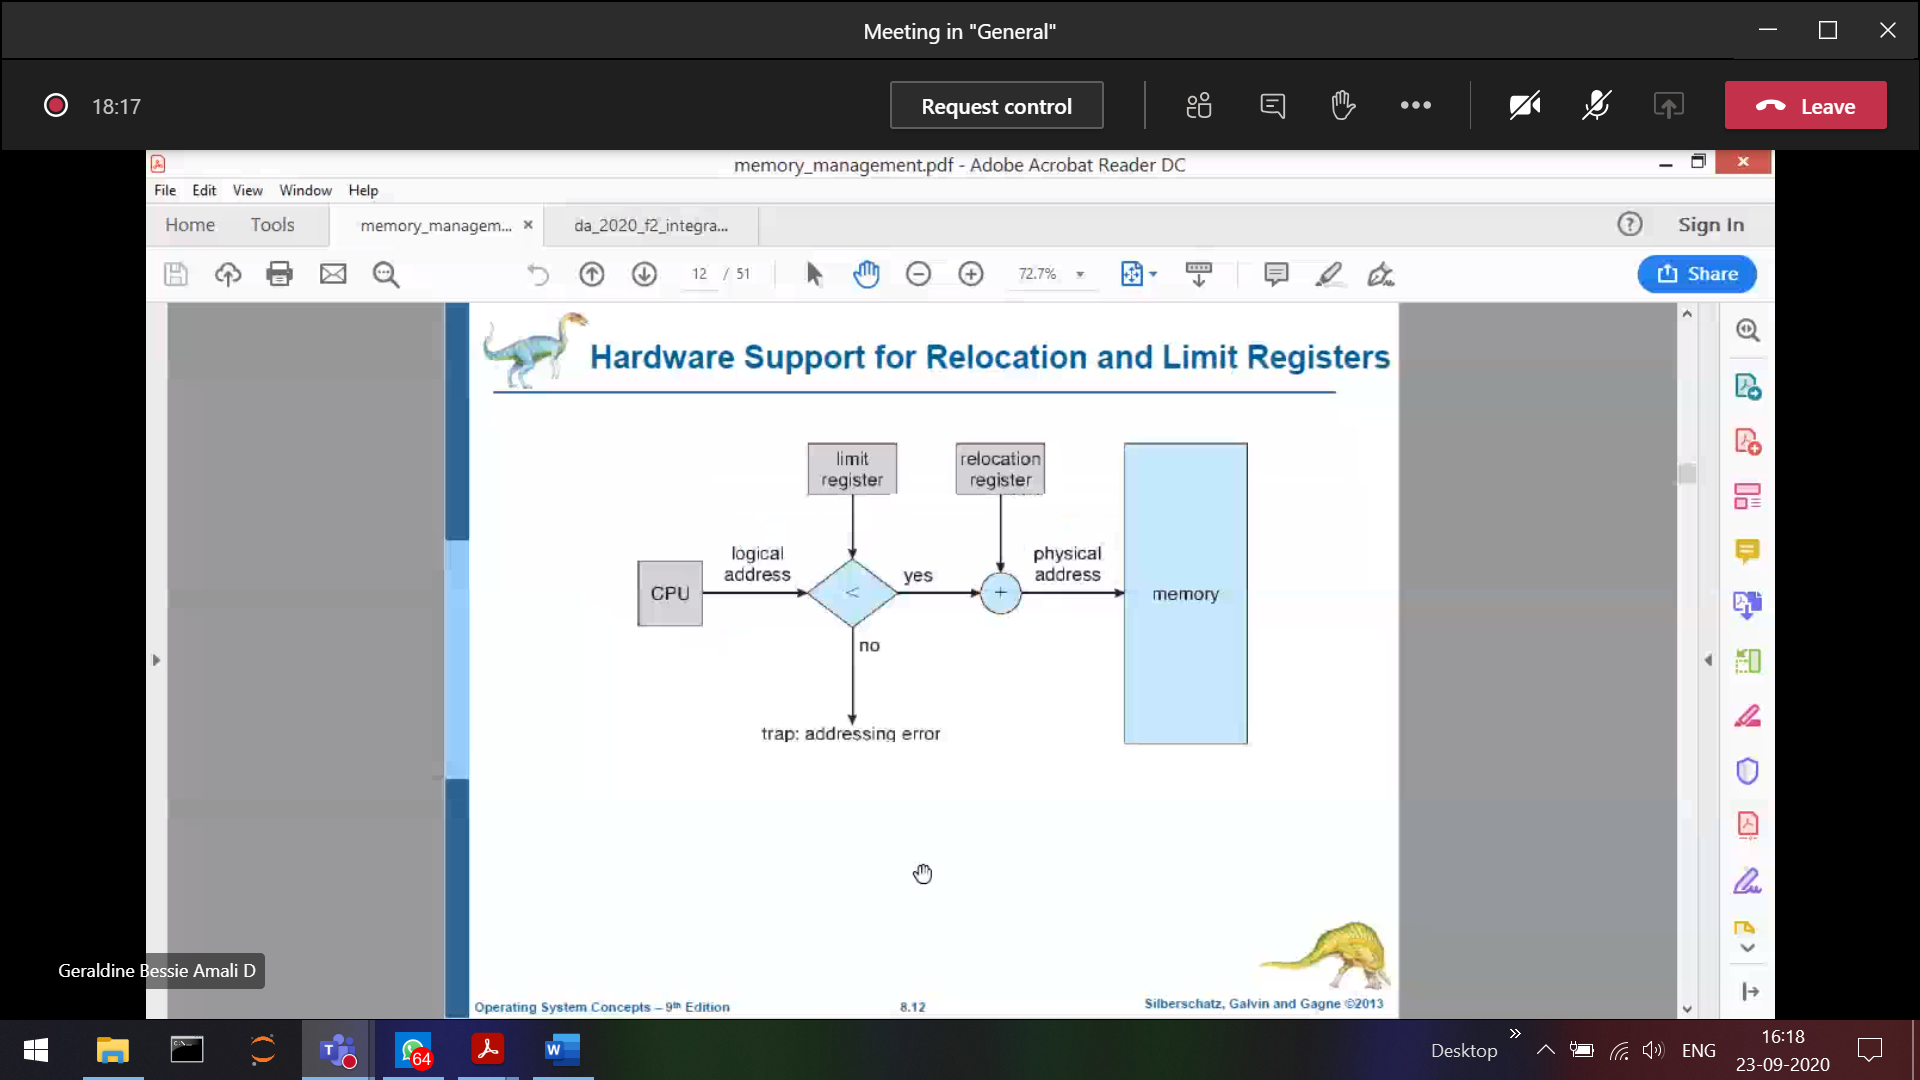 Meeting in "General"
18:17
Request control
Leave
memory_management.pdf - Adobe Acrobat Reader DC
File Edit View Window Help
Home Tools memory_managem... × da_2020_f2_integra... ? Sign In
12 / 51 72.7% Share
Hardware Support for Relocation and Limit Registers
limit
register
relocation
register
logical
address
physical
address
CPU
<
yes
+
memory
no
trap: addressing error
Geraldine Bessie Amali D
Operating System Concepts – 9th Edition
8.12
Silberschatz, Galvin and Gagne ©2013
C:\_
T
64
W
Desktop
»
ENG
16:18
23-09-2020